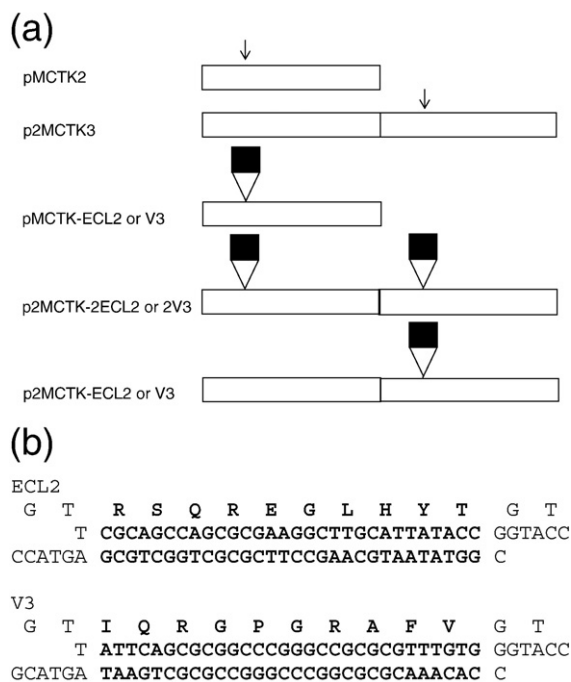 (a)
pMCTK2
p2MCTK3
pMCTK-ECL2 or V3
p2MCTK-2ECL2 or 2V3
p2MCTK-ECL2 or V3
(b)
ECL2
G T R S Q R E G L H Y T G T
T CGCAGCCAGCGCGAAGGCTTGCATTATACC GGTACC
CCATGA GCGTCGGTCGCGCTTCCGAACGTAATATGG C
V3
G T I Q R G P G R A F V G T
T ATTCAGCGCGGCCCGGGCCGCGCGTTTGTG GGTACC
GCATGA TAAGTCGCGCCGGGCCCGGCGCGCAAACAC C